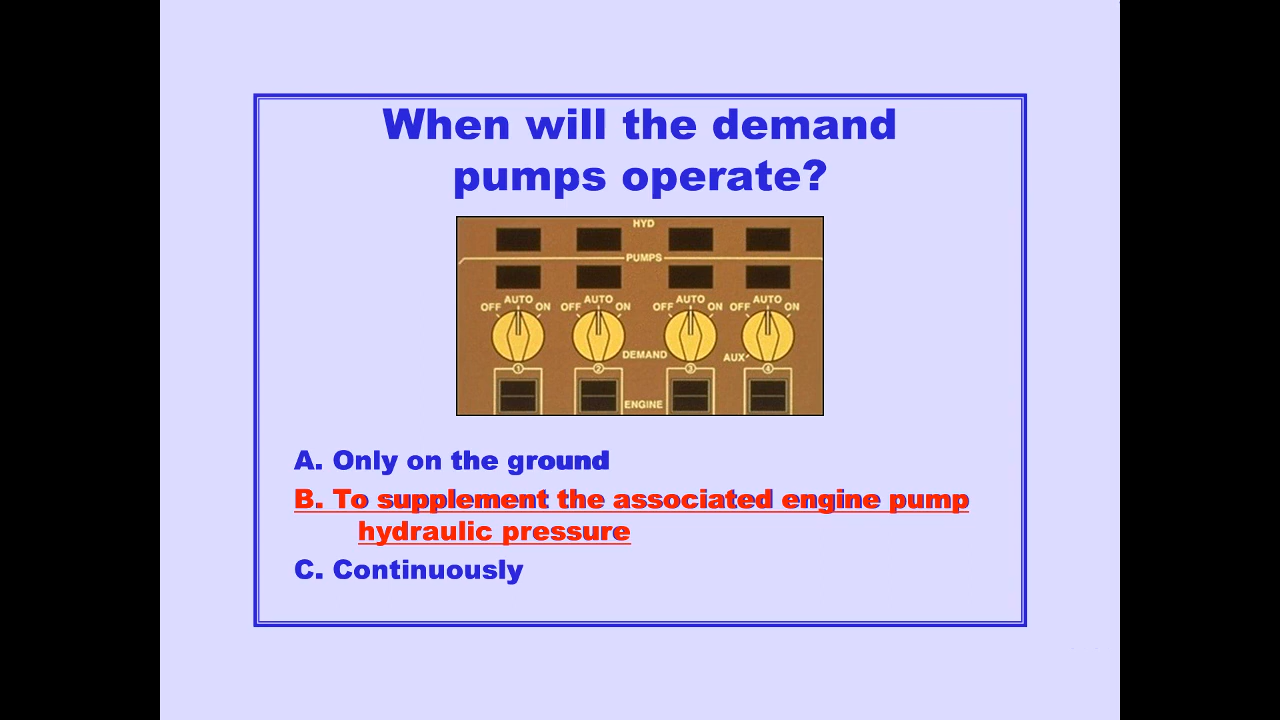 When will the demand
pumps operate?
HYD
PUMPS
OFF AUTO ON OFF AUTO ON OFF AUTO ON OFF AUTO ON
DEMAND AUX
1 2 3 4
ENGINE
A. Only on the ground
B. To supplement the associated engine pump
hydraulic pressure
C. Continuously